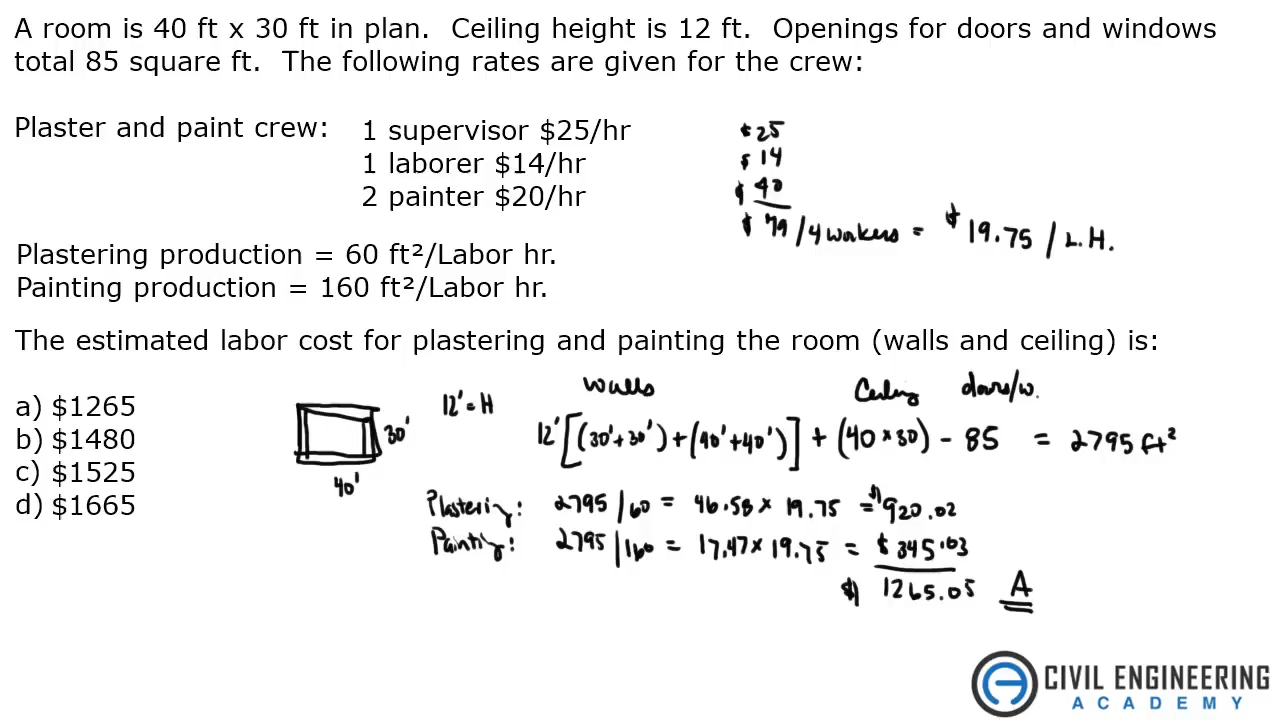 A room is 40 ft x 30 ft in plan. Ceiling height is 12 ft. Openings for doors and windows
total 85 square ft. The following rates are given for the crew:
Plaster and paint crew:
1 supervisor $25/hr
1 laborer $14/hr
2 painter $20/hr
$25
$14
$40
$79/4 workers = $19.75/L.H.
Plastering production = 60 ft²/Labor hr.
Painting production = 160 ft²/Labor hr.
The estimated labor cost for plastering and painting the room (walls and ceiling) is:
a) $1265
b) $1480
c) $1525
d) $1665
30'
40'
12' = H
walls
Ceiling
doors/w.
12' [(30'+30') + (40'+40')] + (40 x 30) - 85 = 2795 ft²
Plastering: 2795/60 = 46.58 x 19.75 = $920.02
Painting: 2795/160 = 17.47 x 19.75 = $345.03
$1265.05 A
CIVIL ENGINEERING
ACADEMY